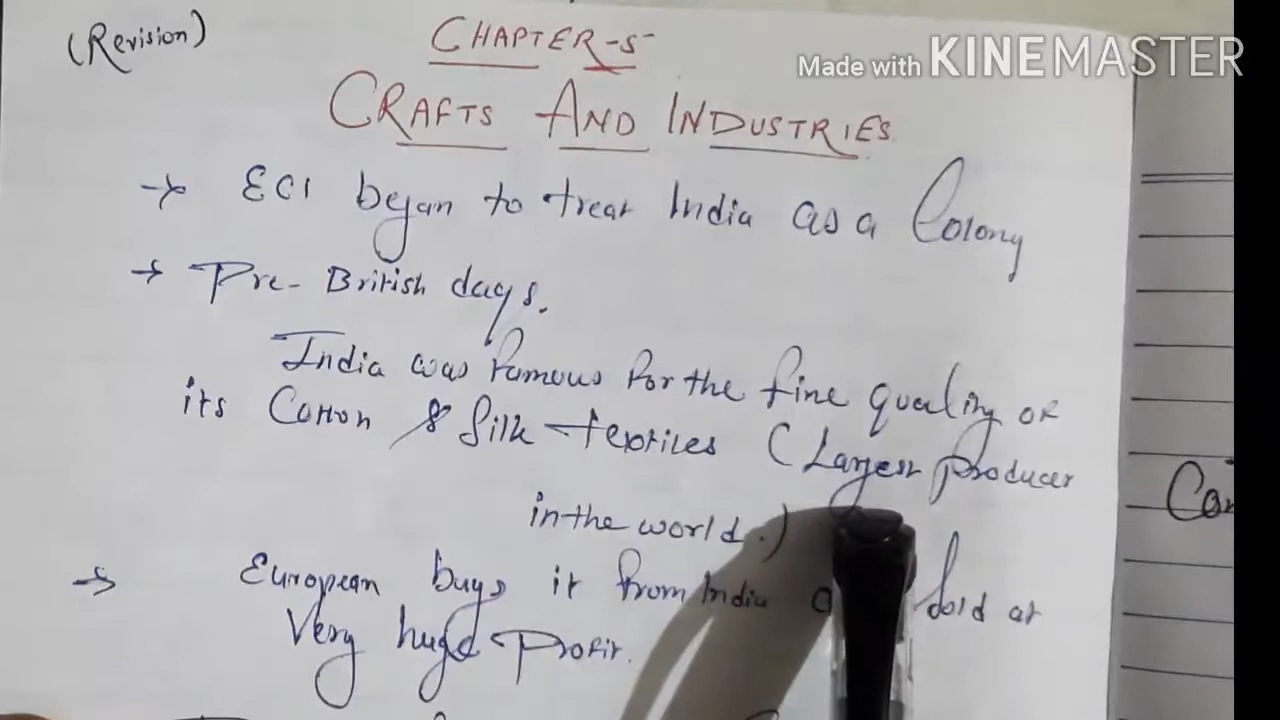 (Revision)
CHAPTER-5
Made with KINEMASTER
CRAFTS AND INDUSTRIES
→ ECI began to treat India as a Colony
→ Pre-British days.
India was famous for the fine quality of
its Cotton & Silk textiles (Largest producer
in the world.)
→ European buys it from India sold at
Very huge Profit.